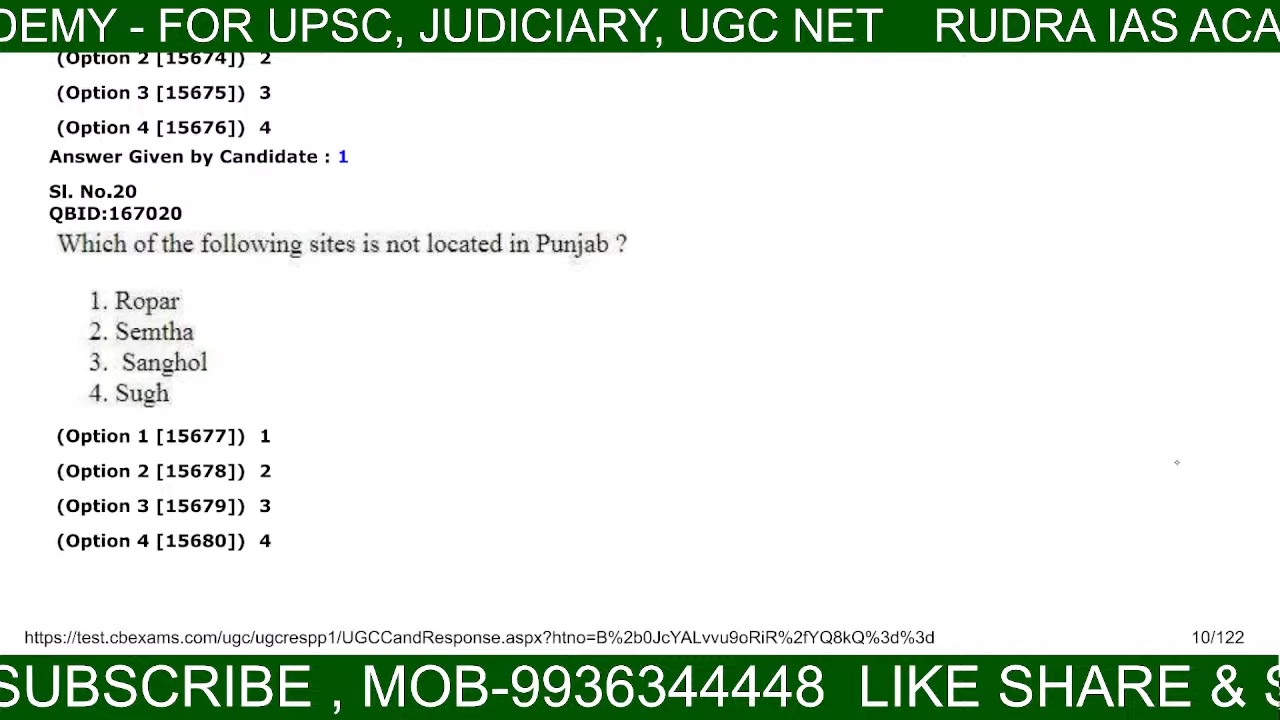 DEMY - FOR UPSC, JUDICIARY, UGC NET RUDRA IAS ACA
(Option 2 [15674]) 2
(Option 3 [15675]) 3
(Option 4 [15676]) 4
Answer Given by Candidate : 1
Sl. No.20
QBID:167020
Which of the following sites is not located in Punjab ?
1. Ropar
2. Semtha
3. Sanghol
4. Sugh
(Option 1 [15677]) 1
(Option 2 [15678]) 2
(Option 3 [15679]) 3
(Option 4 [15680]) 4
https://test.cbexams.com/ugc/ugcrespp1/UGCCandResponse.aspx?htno=B%2b0JcYALvvu9oRiR%2fYQ8kQ%3d%3d 10/122
SUBSCRIBE , MOB-9936344448 LIKE SHARE & S